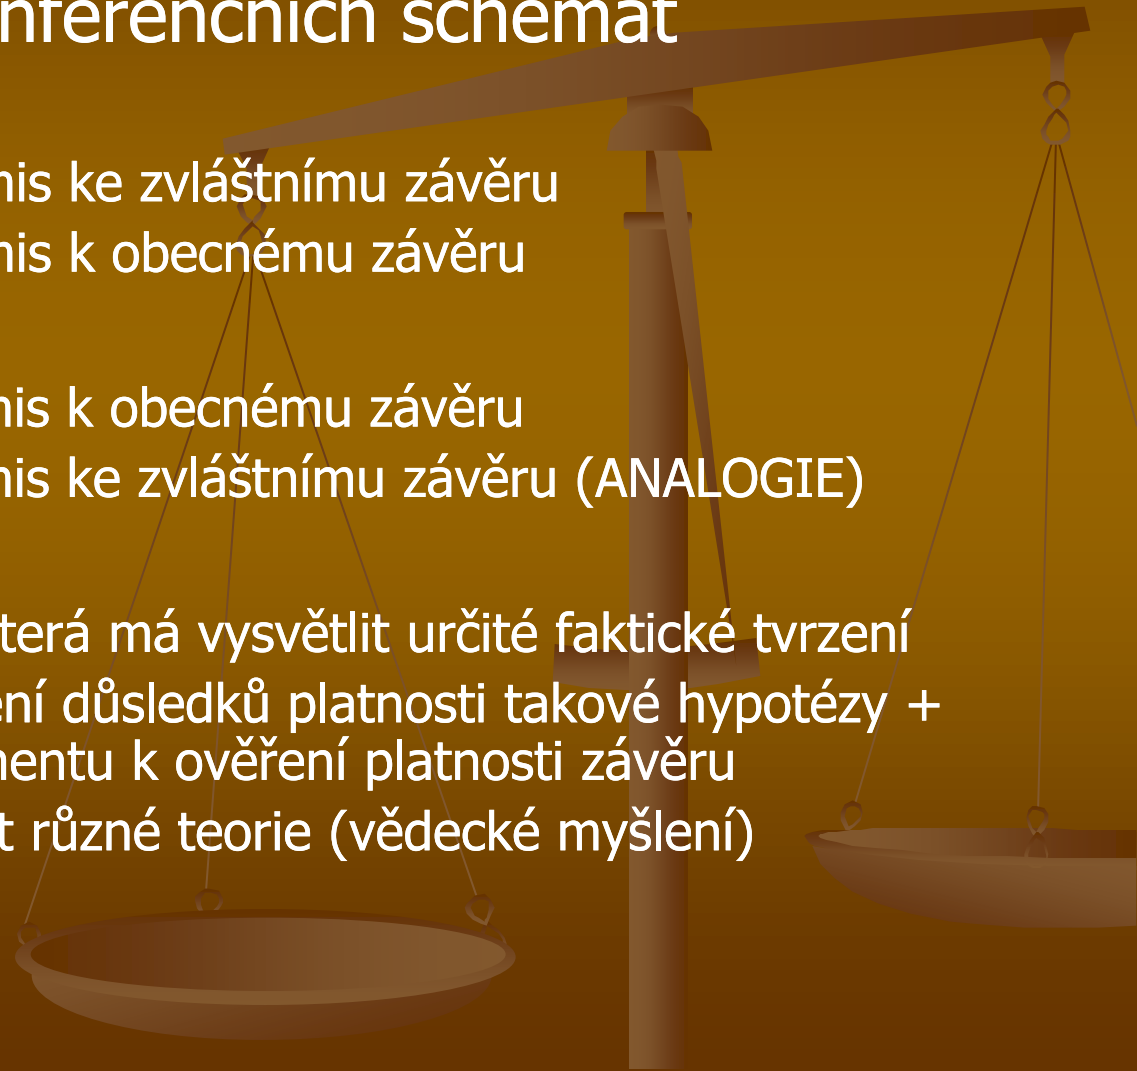 nferenčních schémat
nis ke zvláštnímu závěru
nis k obecnému závěru
nis k obecnému závěru
nis ke zvláštnímu závěru (ANALOGIE)
terá má vysvětlit určité faktické tvrzení
ení důsledků platnosti takové hypotézy +
mentu k ověření platnosti závěru
t různé teorie (vědecké myšlení)